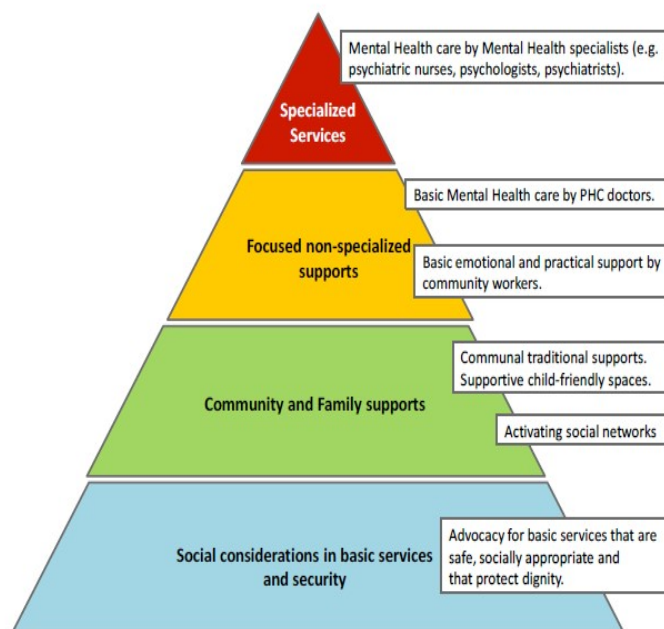 Mental Health care by Mental Health specialists (e.g.
psychiatric nurses, psychologists, psychiatrists).
Specialized
Services
Basic Mental Health care by PHC doctors.
Focused non-specialized
supports
Basic emotional and practical support by
community workers.
Communal traditional supports.
Supportive child-friendly spaces.
Community and Family supports
Activating social networks
Advocacy for basic services that are
safe, socially appropriate and
that protect dignity.
Social considerations in basic services
and security